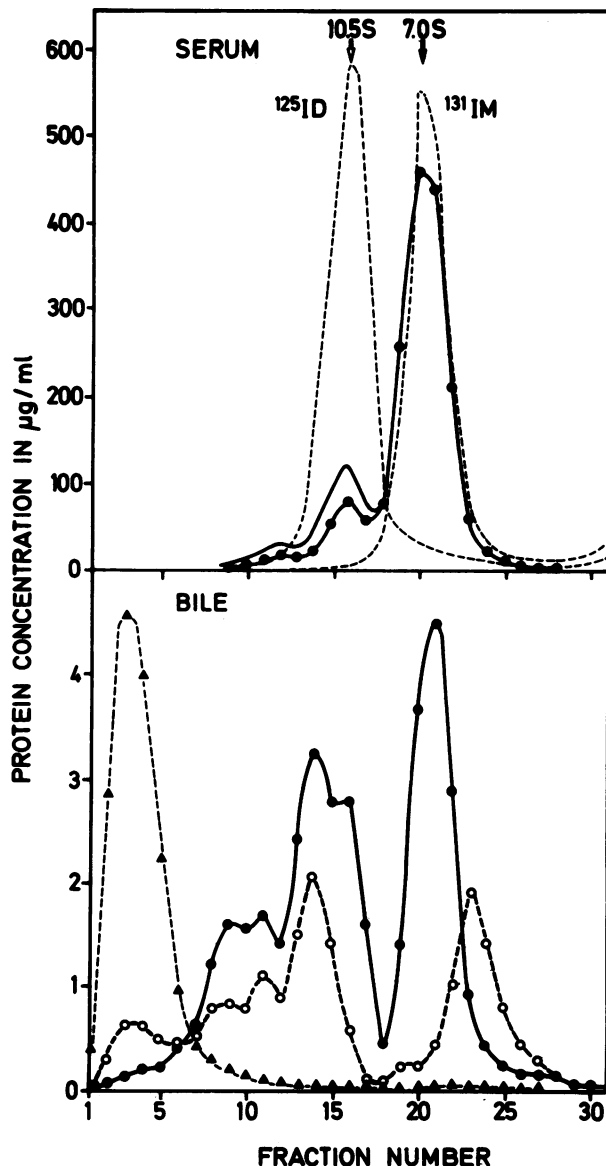 10.5S 7.0S
600
SERUM
¹²⁵ID ¹³¹IM
500
400
300
200
100
0
BILE
4
3
2
1
0
1 5 10 15 20 25 30
FRACTION NUMBER
PROTEIN CONCENTRATION IN µg/ml